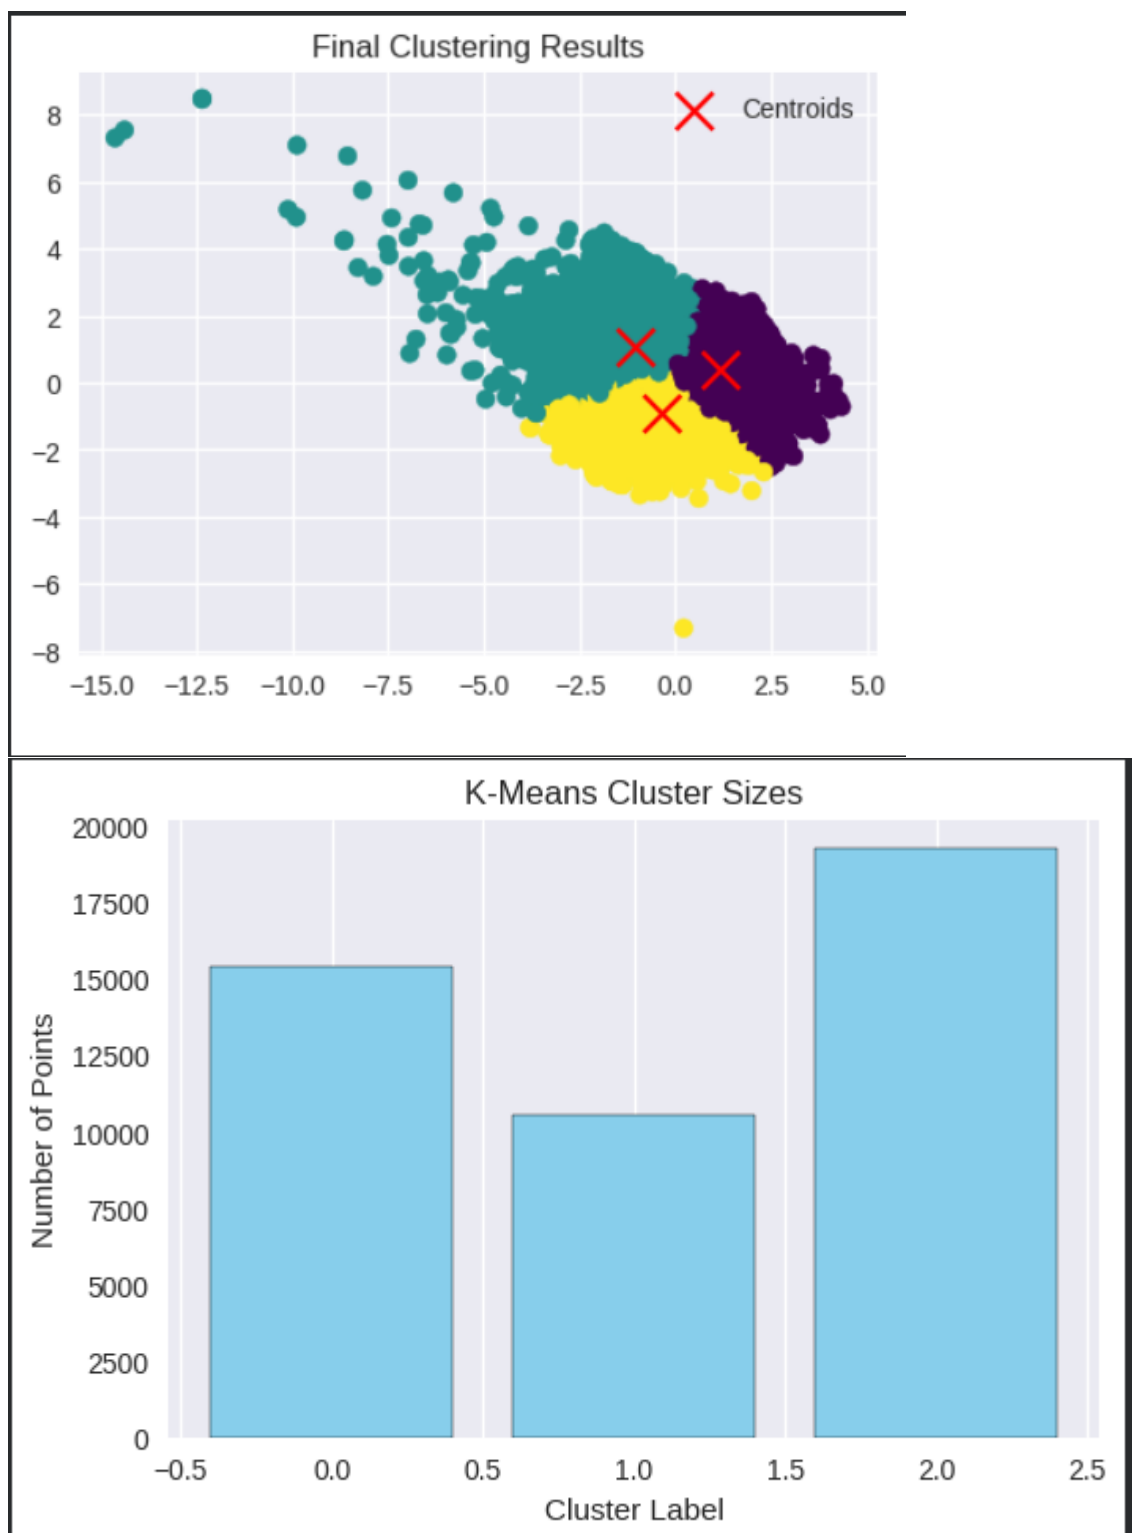 Final Clustering Results
Centroids
8
6
4
2
0
−2
−4
−6
−8
−15.0 −12.5 −10.0 −7.5 −5.0 −2.5 0.0 2.5 5.0
K-Means Cluster Sizes
Number of Points
20000
17500
15000
12500
10000
7500
5000
2500
0
−0.5 0.0 0.5 1.0 1.5 2.0 2.5
Cluster Label